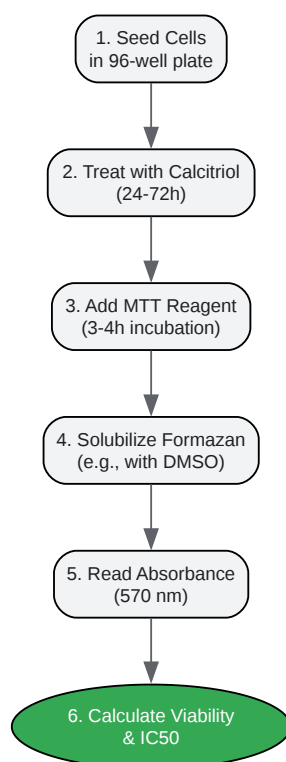 1. Seed Cells
in 96-well plate
2. Treat with Calcitriol
(24-72h)
3. Add MTT Reagent
(3-4h incubation)
4. Solubilize Formazan
(e.g., with DMSO)
5. Read Absorbance
(570 nm)
6. Calculate Viability
& IC50